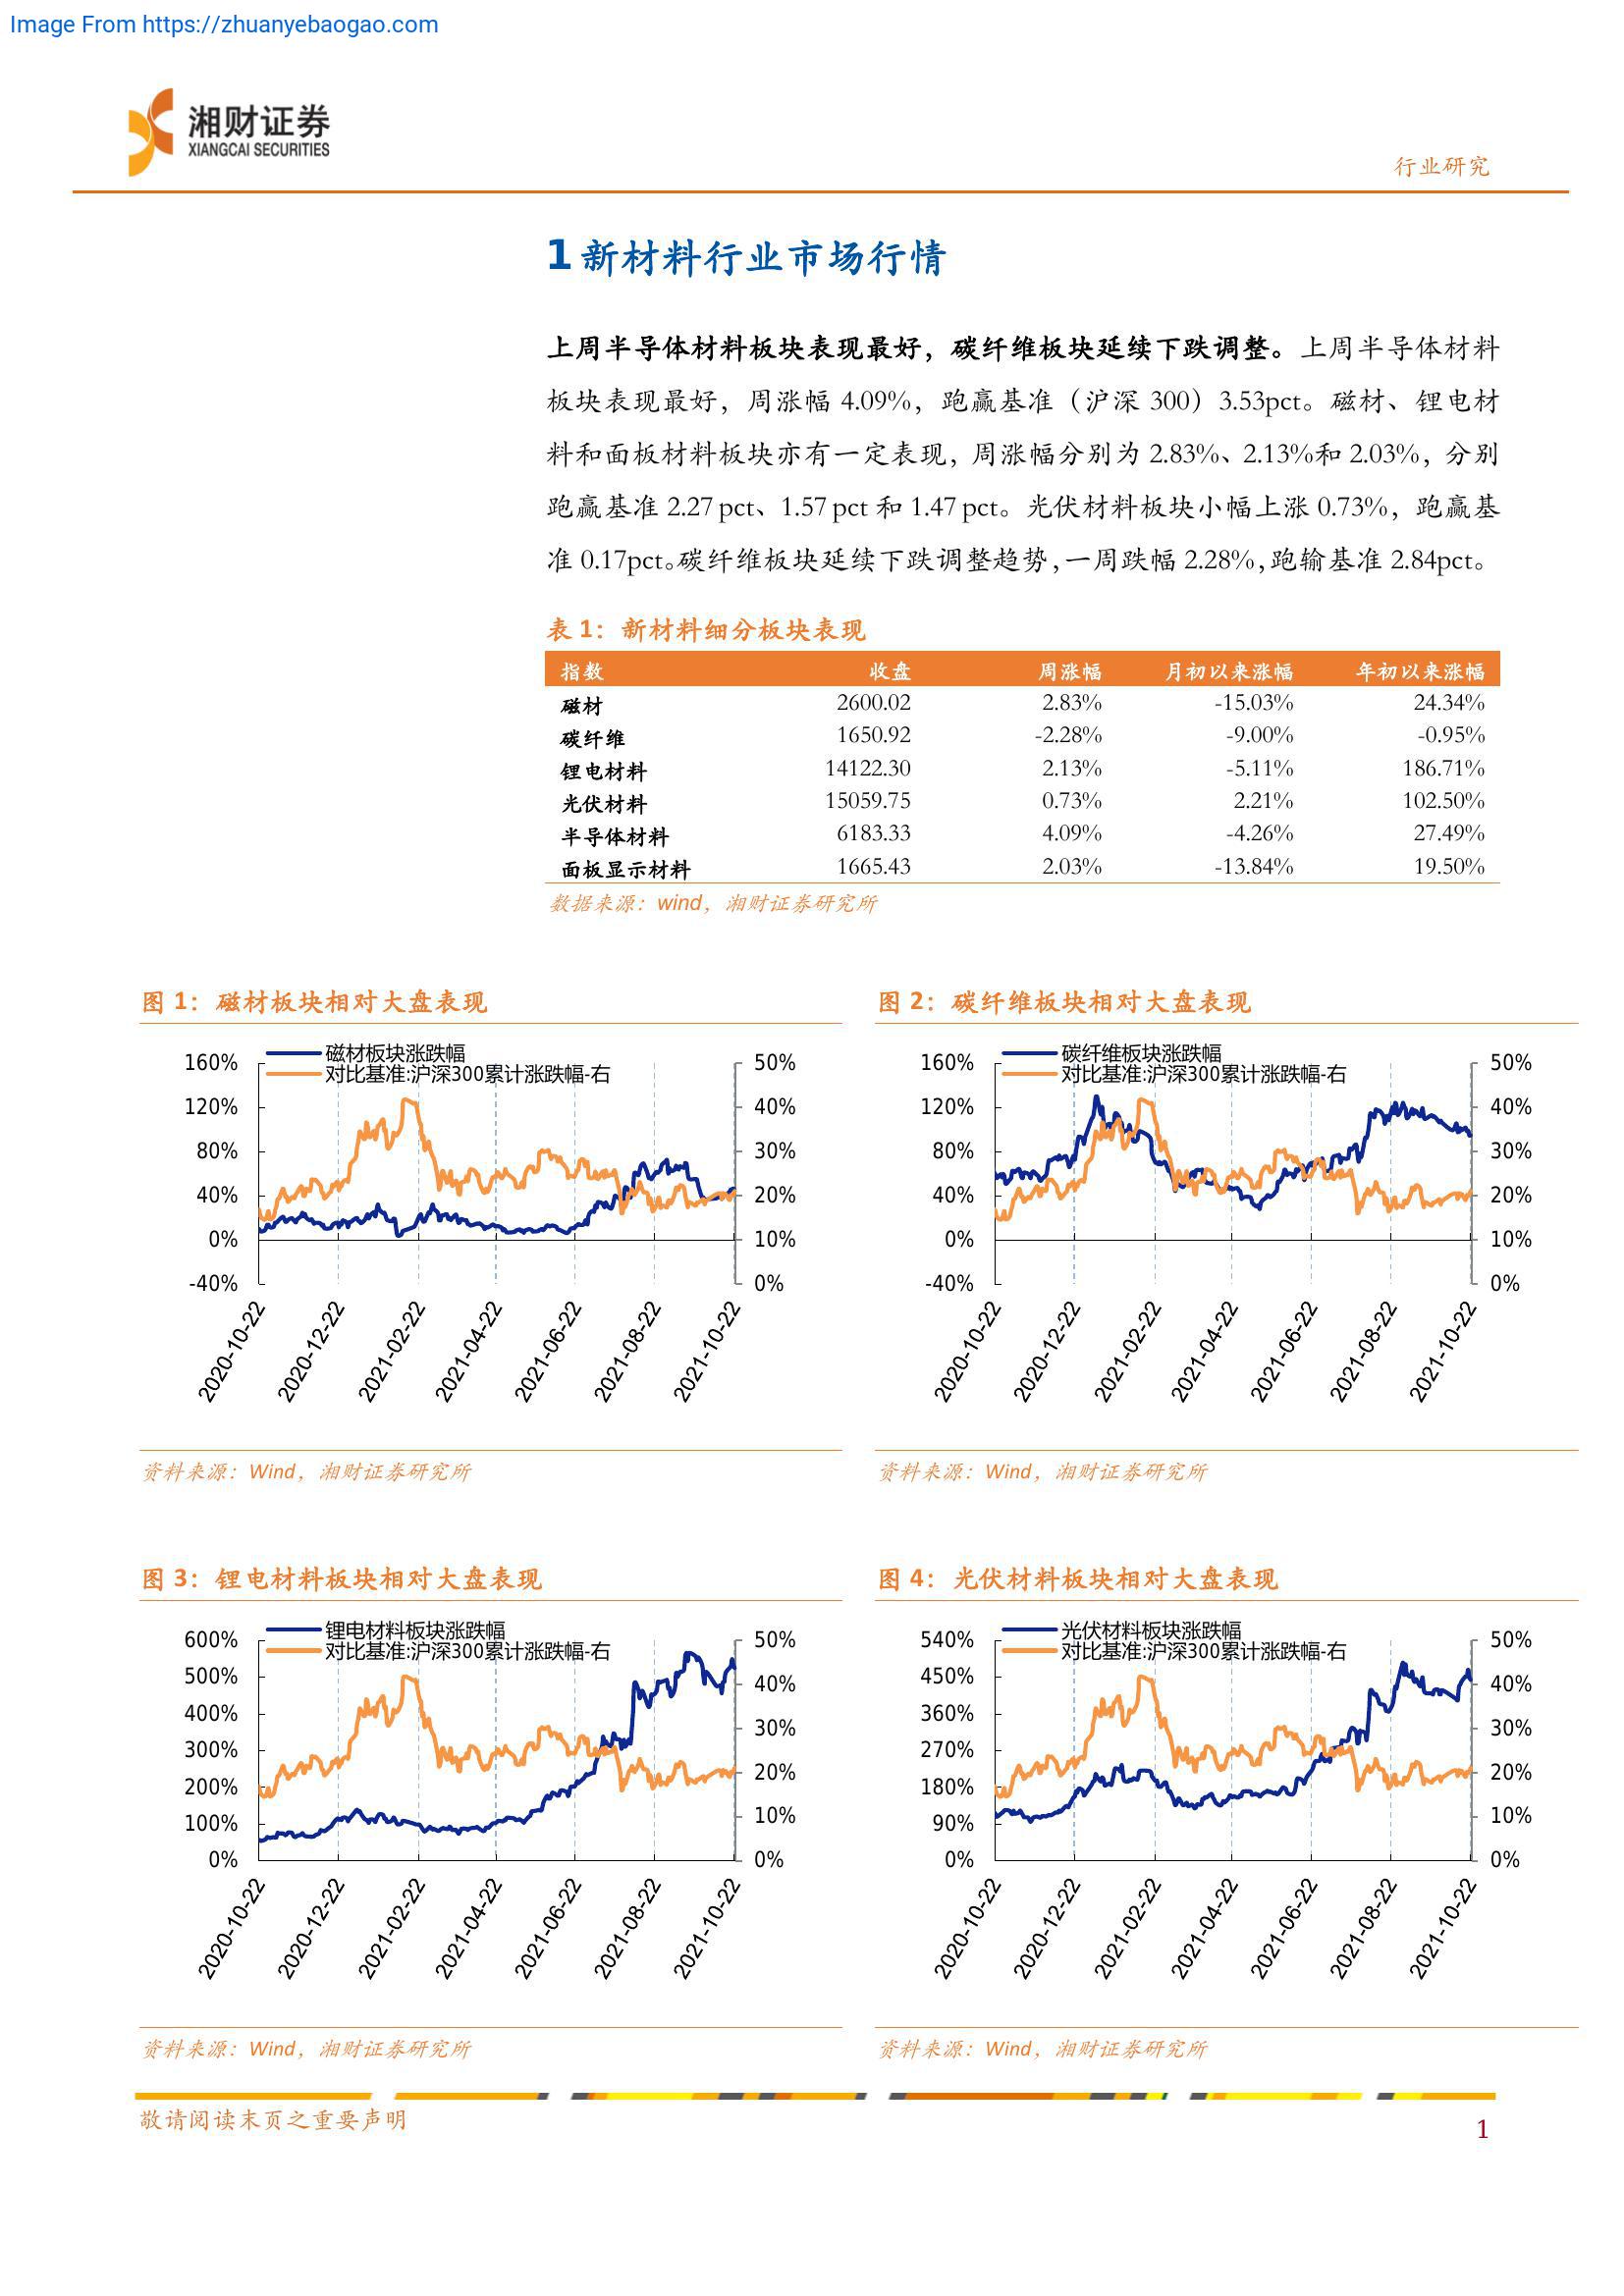 Image From https://zhuanyebaogao.com
湘财证券
XIANGCAI SECURITIES
行业研究
1 新材料行业市场行情
上周半导体材料板块表现最好，碳纤维板块延续下跌调整。上周半导体材料
板块表现最好，周涨幅 4.09%，跑赢基准（沪深 300）3.53pct。磁材、锂电材
料和面板材料板块亦有一定表现，周涨幅分别为 2.83%、2.13%和 2.03%，分别
跑赢基准 2.27 pct、1.57 pct 和 1.47 pct。光伏材料板块小幅上涨 0.73%，跑赢基
准 0.17pct。碳纤维板块延续下跌调整趋势，一周跌幅 2.28%，跑输基准 2.84pct。
表 1：新材料细分板块表现
指数 收盘 周涨幅 月初以来涨幅 年初以来涨幅
磁材 2600.02 2.83% -15.03% 24.34%
碳纤维 1650.92 -2.28% -9.00% -0.95%
锂电材料 14122.30 2.13% -5.11% 186.71%
光伏材料 15059.75 0.73% 2.21% 102.50%
半导体材料 6183.33 4.09% -4.26% 27.49%
面板显示材料 1665.43 2.03% -13.84% 19.50%
数据来源：wind，湘财证券研究所
图 1：磁材板块相对大盘表现
磁材板块涨跌幅
对比基准:沪深300累计涨跌幅-右
160% 50%
120% 40%
80% 30%
40% 20%
0% 10%
-40% 0%
2020-10-22 2020-12-22 2021-02-22 2021-04-22 2021-06-22 2021-08-22 2021-10-22
资料来源：Wind，湘财证券研究所
图 2：碳纤维板块相对大盘表现
碳纤维板块涨跌幅
对比基准:沪深300累计涨跌幅-右
160% 50%
120% 40%
80% 30%
40% 20%
0% 10%
-40% 0%
2020-10-22 2020-12-22 2021-02-22 2021-04-22 2021-06-22 2021-08-22 2021-10-22
资料来源：Wind，湘财证券研究所
图 3：锂电材料板块相对大盘表现
锂电材料板块涨跌幅
对比基准:沪深300累计涨跌幅-右
600% 50%
500% 40%
400% 30%
300% 20%
200% 10%
100% 0%
0%
2020-10-22 2020-12-22 2021-02-22 2021-04-22 2021-06-22 2021-08-22 2021-10-22
资料来源：Wind，湘财证券研究所
图 4：光伏材料板块相对大盘表现
光伏材料板块涨跌幅
对比基准:沪深300累计涨跌幅-右
540% 50%
450% 40%
360% 30%
270% 20%
180% 10%
90% 0%
0%
2020-10-22 2020-12-22 2021-02-22 2021-04-22 2021-06-22 2021-08-22 2021-10-22
资料来源：Wind，湘财证券研究所
敬请阅读末页之重要声明
1